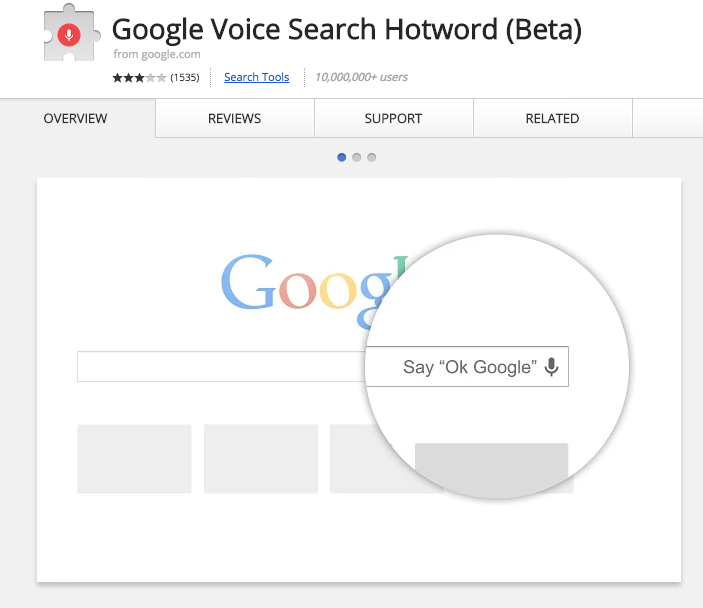 Google Voice Search Hotword (Beta)
from google.com
(1535) Search Tools 10,000,000+ users
OVERVIEW REVIEWS SUPPORT RELATED
Googl
Say “Ok Google”